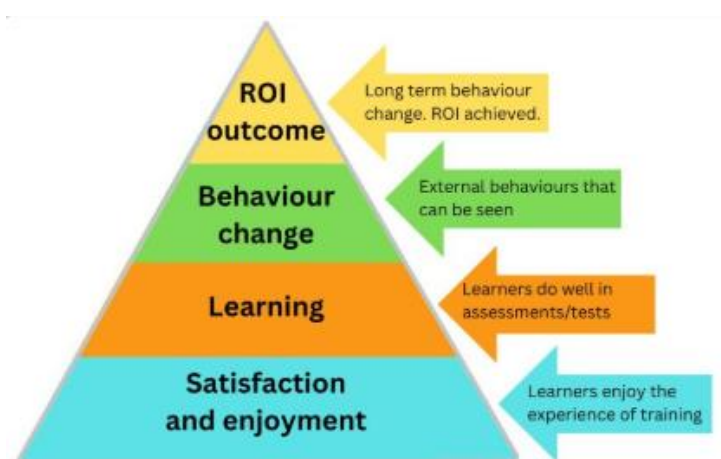 ROI
outcome
Long term behaviour
change. ROI achieved.
Behaviour
change
External behaviours that
can be seen
Learning
Learners do well in
assessments/tests
Satisfaction
and enjoyment
Learners enjoy the
experience of training